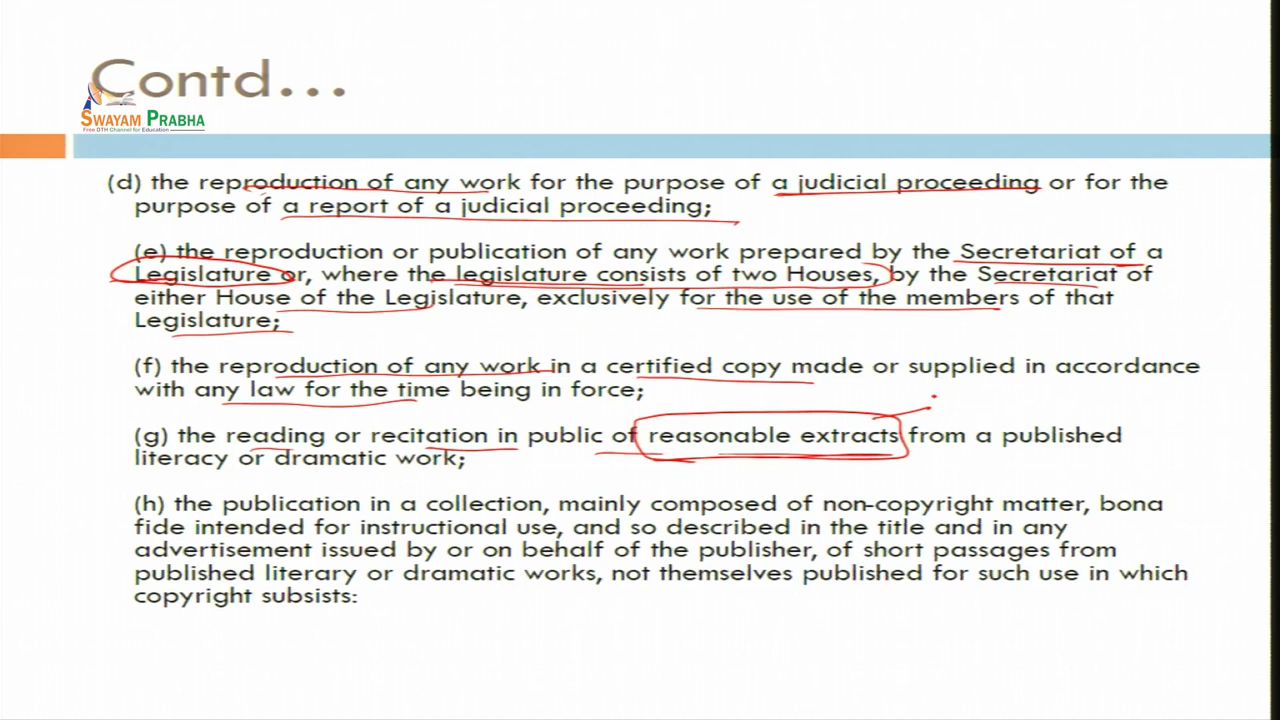 Contd...
SWAYAM PRABHA
Free DTH Channel for Education
(d) the reproduction of any work for the purpose of a judicial proceeding or for the
purpose of a report of a judicial proceeding;
(e) the reproduction or publication of any work prepared by the Secretariat of a
Legislature or, where the legislature consists of two Houses, by the Secretariat of
either House of the Legislature, exclusively for the use of the members of that
Legislature;
(f) the reproduction of any work in a certified copy made or supplied in accordance
with any law for the time being in force;
(g) the reading or recitation in public of reasonable extracts from a published
literacy or dramatic work;
(h) the publication in a collection, mainly composed of non-copyright matter, bona
fide intended for instructional use, and so described in the title and in any
advertisement issued by or on behalf of the publisher, of short passages from
published literary or dramatic works, not themselves published for such use in which
copyright subsists: